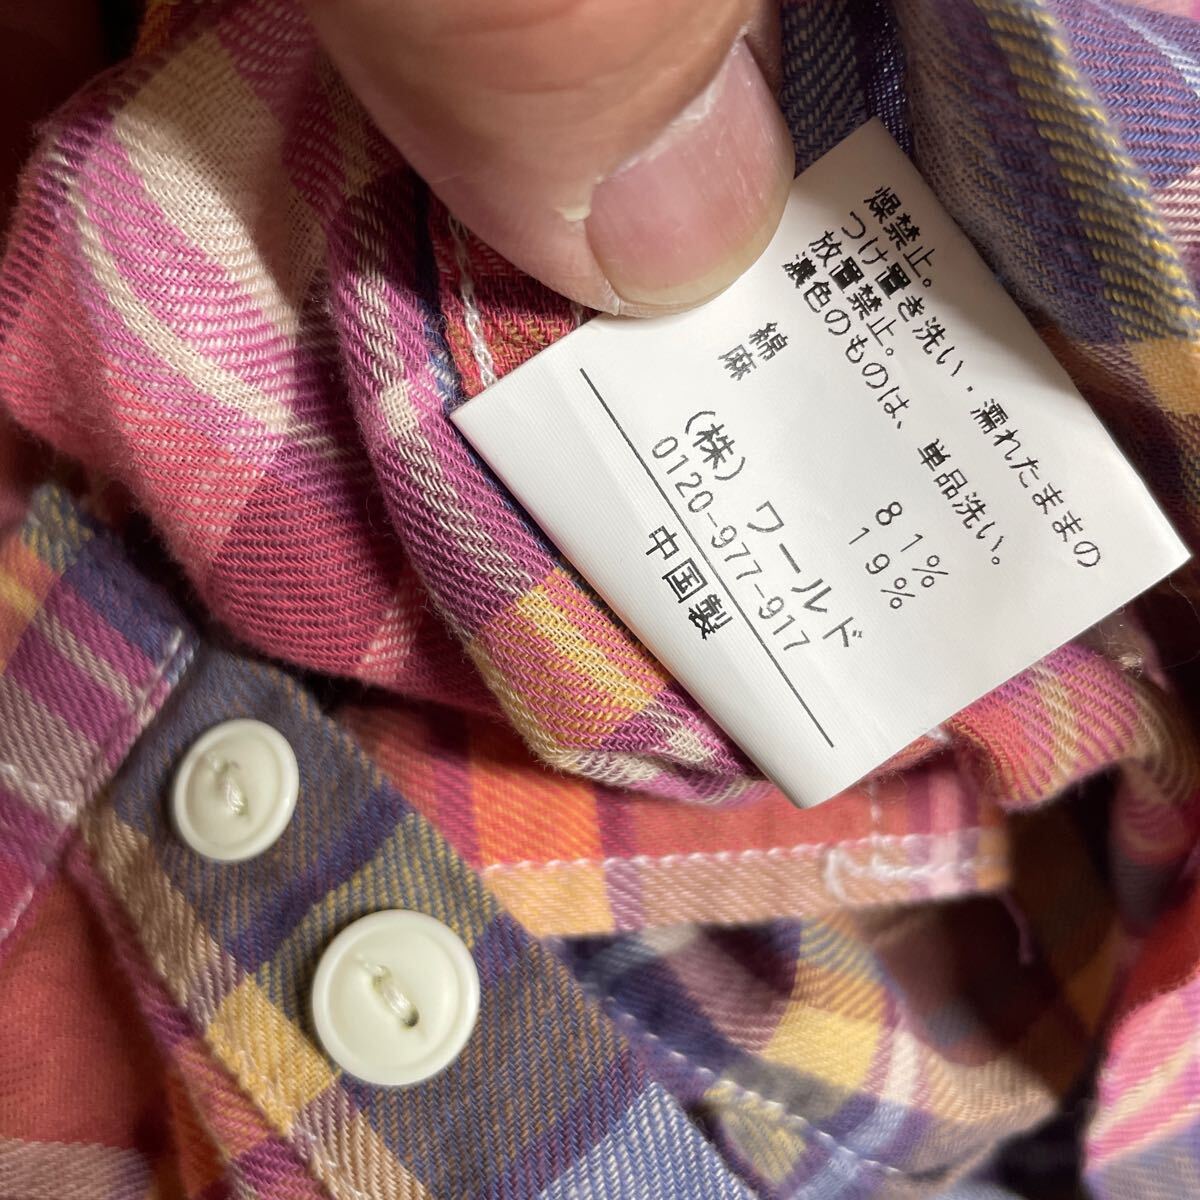 燥禁止。
つけ置き洗い・濡れたままの
放置禁止。
濃色のものは、単品洗い。
綿 81%
麻 19%
(株)ワールド
0120-977-917
中国製